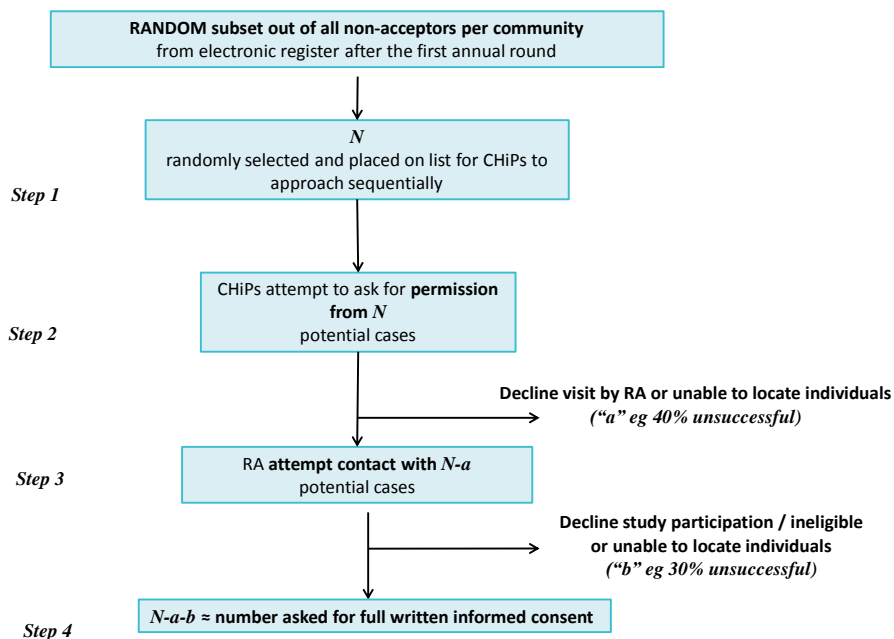 RANDOM subset out of all non-acceptors per community
from electronic register after the first annual round
N
randomly selected and placed on list for CHiPs to
approach sequentially
Step 1
CHiPs attempt to ask for permission
from N
potential cases
Step 2
Decline visit by RA or unable to locate individuals
("a" eg 40% unsuccessful)
RA attempt contact with N-a
potential cases
Step 3
Decline study participation / ineligible
or unable to locate individuals
("b" eg 30% unsuccessful)
N-a-b ≈ number asked for full written informed consent
Step 4